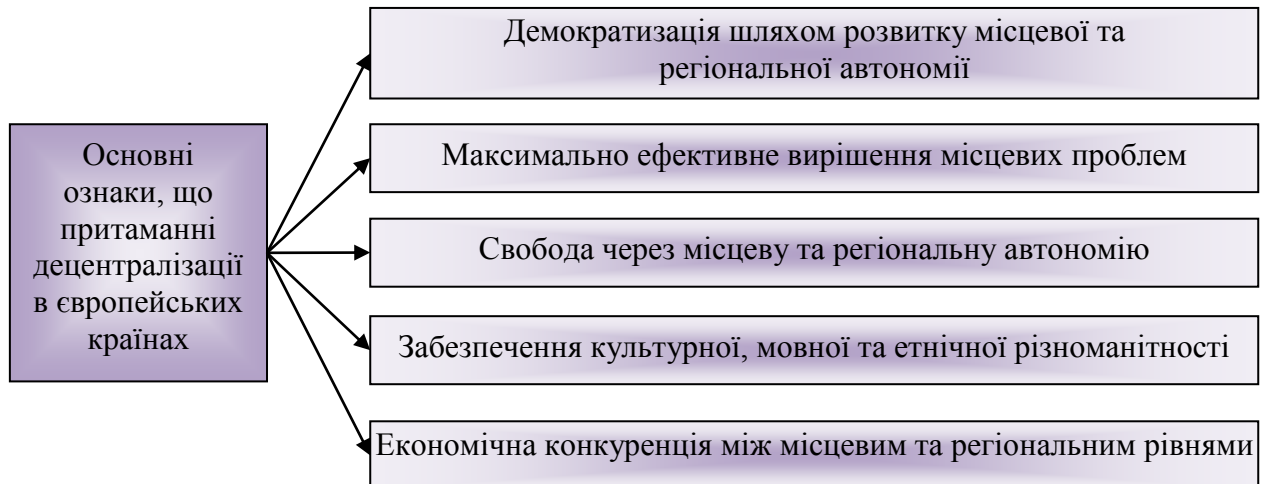 Основні
ознаки, що
притаманні
децентралізації
в європейських
країнах
Демократизація шляхом розвитку місцевої та
регіональної автономії
Максимально ефективне вирішення місцевих проблем
Свобода через місцеву та регіональну автономію
Забезпечення культурної, мовної та етнічної різноманітності
Економічна конкуренція між місцевим та регіональним рівнями